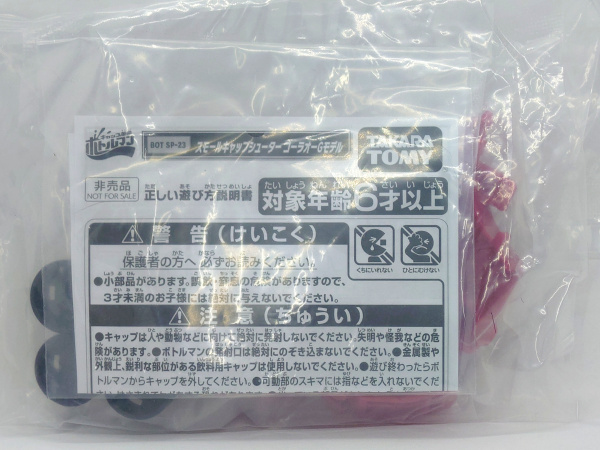 キャップ革命
ボトルマン
BOT SP-23
スモールキャップシューター コーラオーGモデル
TAKARA TOMY
非売品
NOT FOR SALE
正しい遊び方説明書
対象年齢6才以上
警告(けいこく)
保護者の方へ 必ずお読みください。
●小部品があります。誤飲・窒息の危険がありますので、
3才未満のお子様には絶対に与えないでください。
くちにいれない
ひとにむけない
注意(ちゅうい)
●キャップは人や動物などに向けて絶対に発射しないでください。失明や怪我などの危
険があります。●ボトルマンの発射口は絶対にのぞき込まないでください。●金属製や
外観上、鋭利な部位がある飲料用キャップは使用しないでください。●遊び終わったらボ
トルマンからキャップを外してください。●可動部のスキマには指などを入れないでくだ